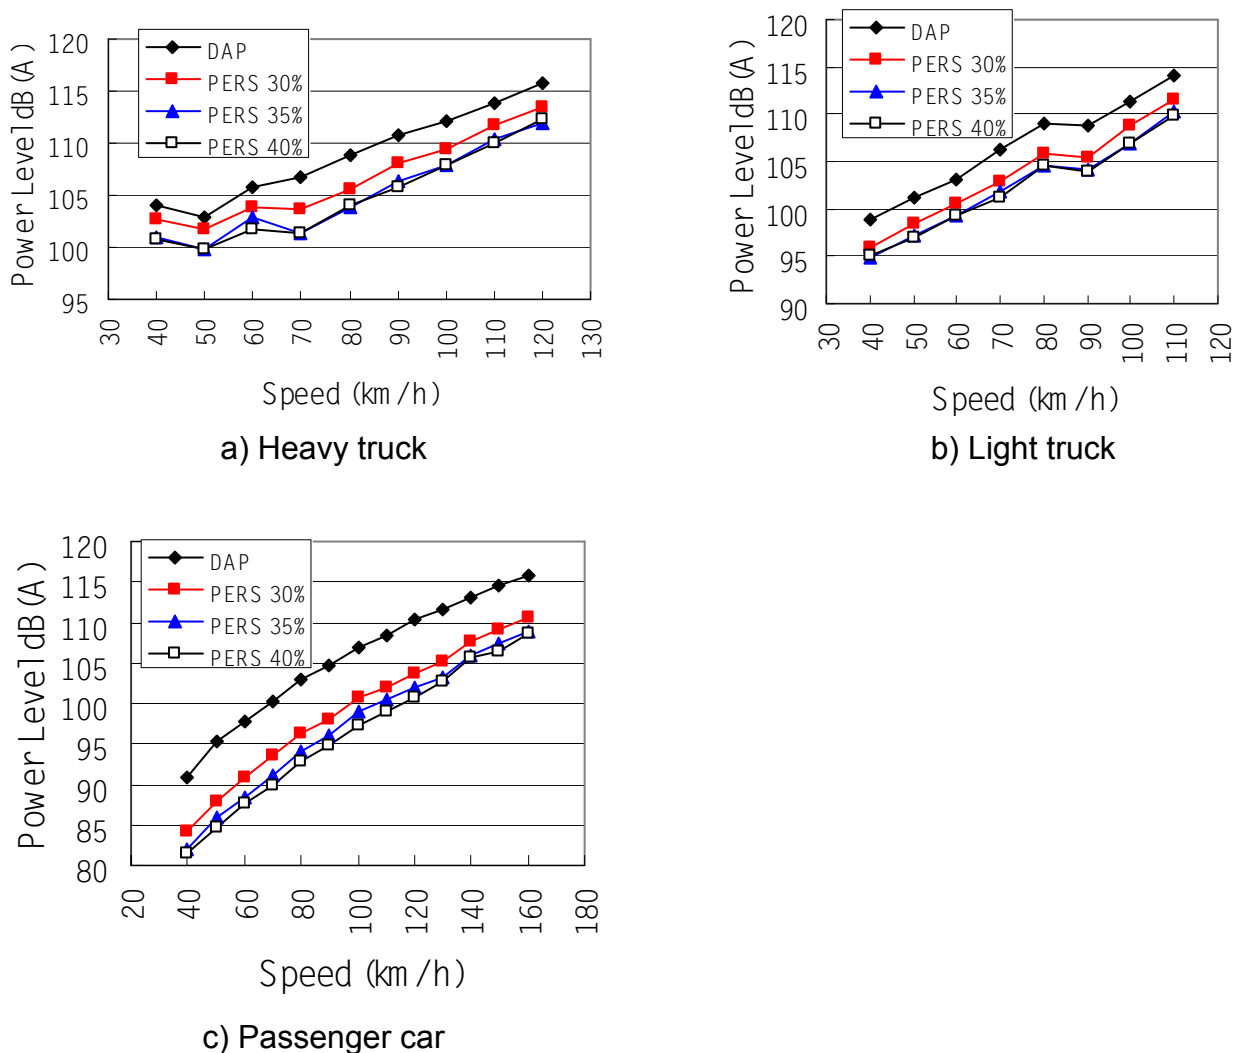 Power Level dB (A)
120
115
110
105
100
95
DAP
PERS 30%
PERS 35%
PERS 40%
30
40
50
60
70
80
90
100
110
120
130
Speed (km/h)
a) Heavy truck
Power Level dB (A)
120
115
110
105
100
95
90
DAP
PERS 30%
PERS 35%
PERS 40%
30
40
50
60
70
80
90
100
110
120
Speed (km/h)
b) Light truck
Power Level dB (A)
120
115
110
105
100
95
90
85
80
DAP
PERS 30%
PERS 35%
PERS 40%
20
40
60
80
100
120
140
160
180
Speed (km/h)
c) Passenger car